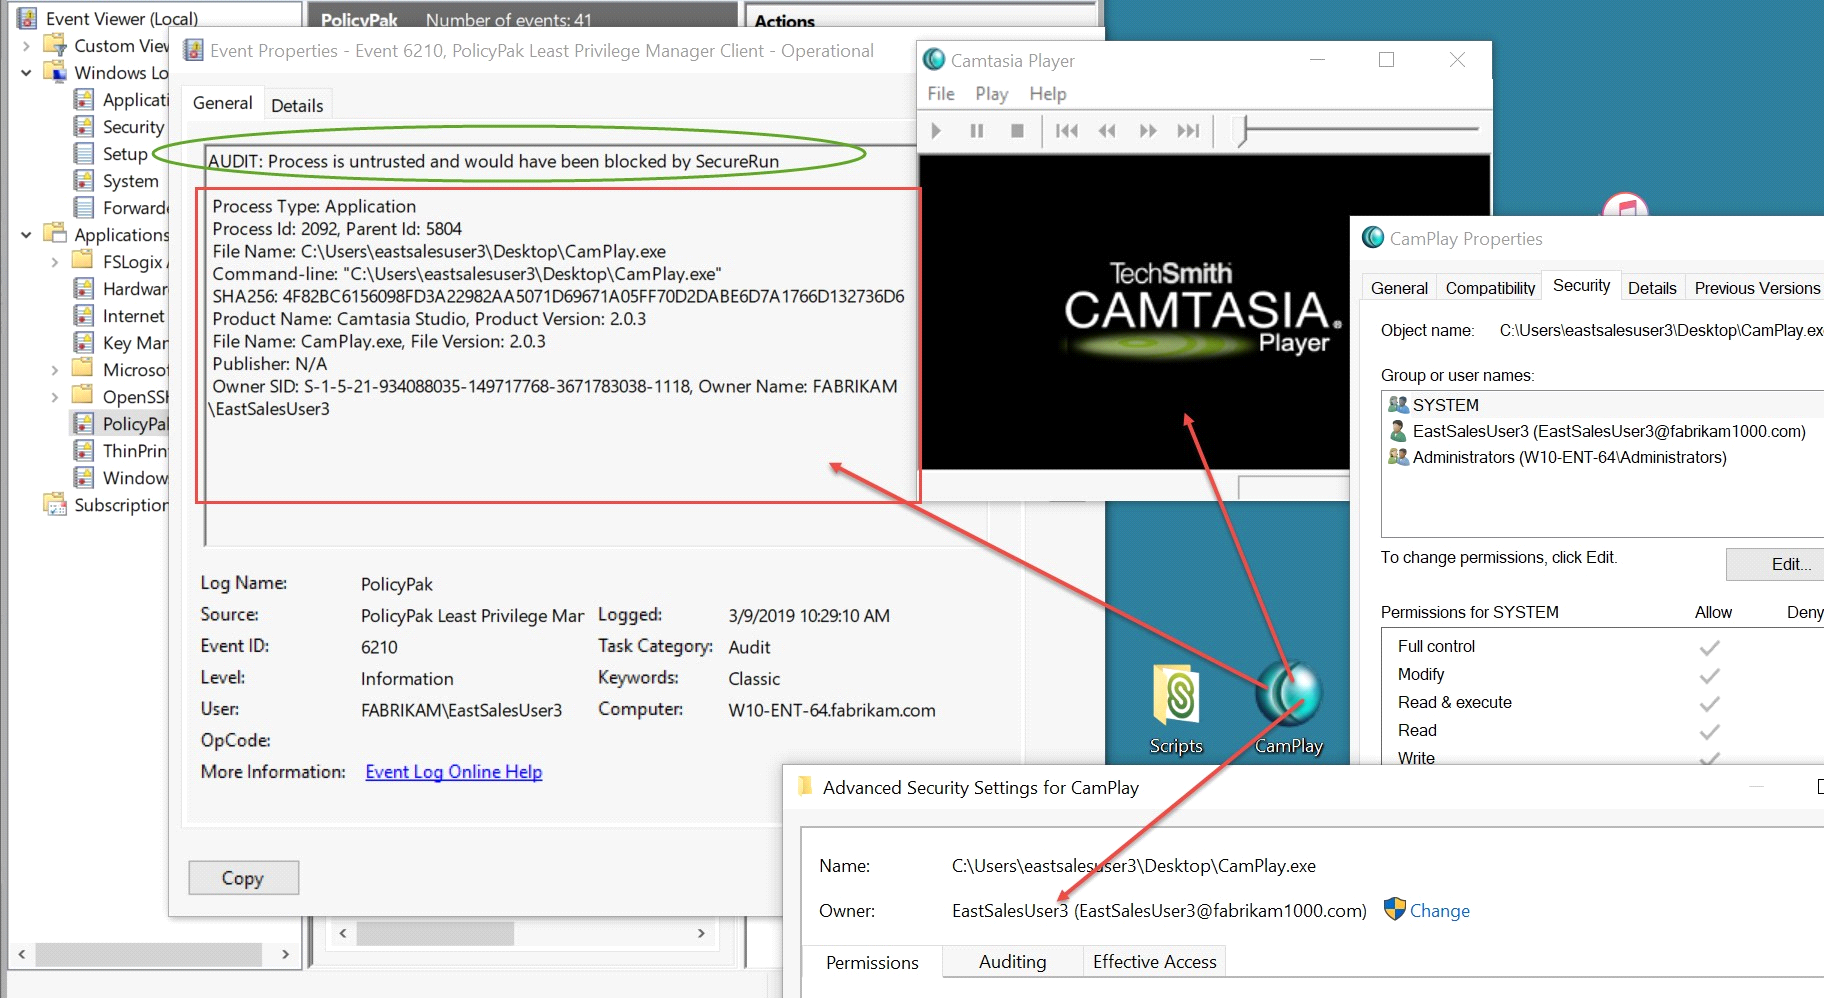 Event Viewer (Local)
Custom Viev
Windows Lo
Applicati
Security
Setup
System
Forwarde
Applications
FSLogix A
Hardwar
Internet
Key Man
Microsof
OpenSSH
PolicyPal
ThinPrin
Window
Subscription
PolicyPak Number of events: 41
Actions
Event Properties - Event 6210, PolicyPak Least Privilege Manager Client - Operational
General Details
AUDIT: Process is untrusted and would have been blocked by SecureRun
Process Type: Application
Process Id: 2092, Parent Id: 5804
File Name: C:\Users\eastsalesuser3\Desktop\CamPlay.exe
Command-line: "C:\Users\eastsalesuser3\Desktop\CamPlay.exe"
SHA256: 4F82BC6156098FD3A22982AA5071D69671A05FF70D2DABE6D7A1766D132736D6
Product Name: Camtasia Studio, Product Version: 2.0.3
File Name: CamPlay.exe, File Version: 2.0.3
Publisher: N/A
Owner SID: S-1-5-21-934088035-149717768-3671783038-1118, Owner Name: FABRIKAM
\EastSalesUser3
Log Name: PolicyPak
Source: PolicyPak Least Privilege Mar Logged: 3/9/2019 10:29:10 AM
Event ID: 6210 Task Category: Audit
Level: Information Keywords: Classic
User: FABRIKAM\EastSalesUser3 Computer: W10-ENT-64.fabrikam.com
OpCode:
More Information: Event Log Online Help
Copy
Camtasia Player
File Play Help
TechSmith
CAMTASIA®
Player
Scripts
CamPlay
CamPlay Properties
General Compatibility Security Details Previous Versions
Object name: C:\Users\eastsalesuser3\Desktop\CamPlay.exe
Group or user names:
SYSTEM
EastSalesUser3 (EastSalesUser3@fabrikam1000.com)
Administrators (W10-ENT-64\Administrators)
To change permissions, click Edit.
Edit...
Permissions for SYSTEM Allow Deny
Full control
Modify
Read & execute
Read
Write
Advanced Security Settings for CamPlay
Name: C:\Users\eastsalesuser3\Desktop\CamPlay.exe
Owner: EastSalesUser3 (EastSalesUser3@fabrikam1000.com) Change
Permissions Auditing Effective Access